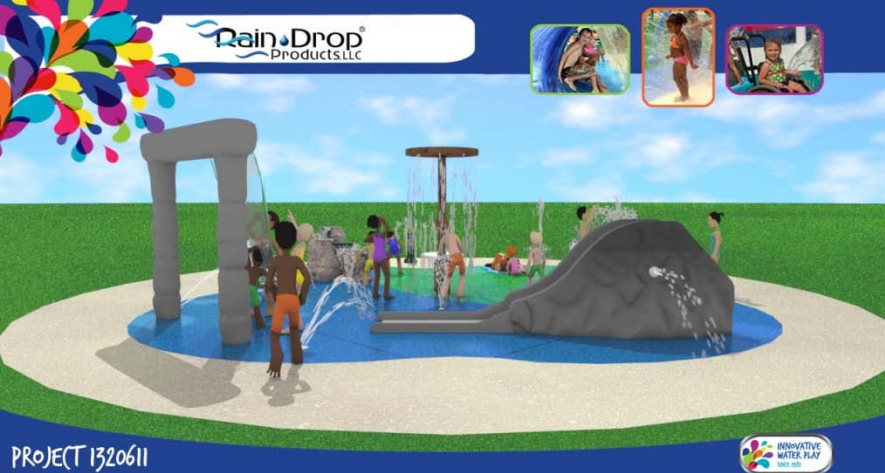 Rain Drop®
Products, LLC
PROJECT 1320611
INNOVATIVE
WATER PLAY